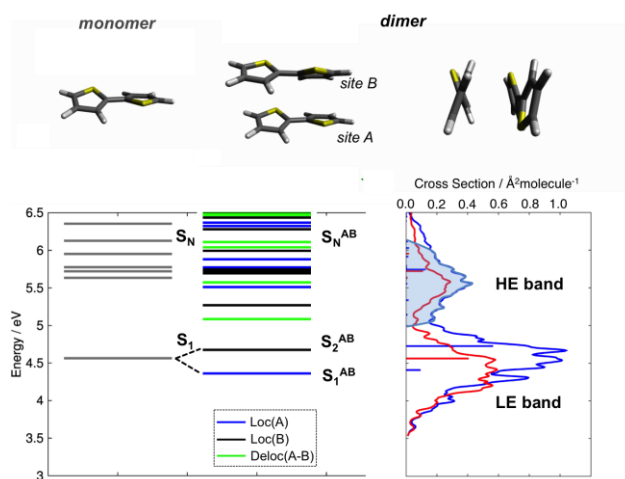 monomer
dimer
site B
site A
Cross Section / Å²molecule⁻¹
0.0 0.2 0.4 0.6 0.8 1.0
6.5
6
5.5
5
4.5
4
3.5
3
Energy / eV
S_N
S_N^AB
S_1
S_2^AB
S_1^AB
HE band
LE band
Loc(A)
Loc(B)
Deloc(A-B)